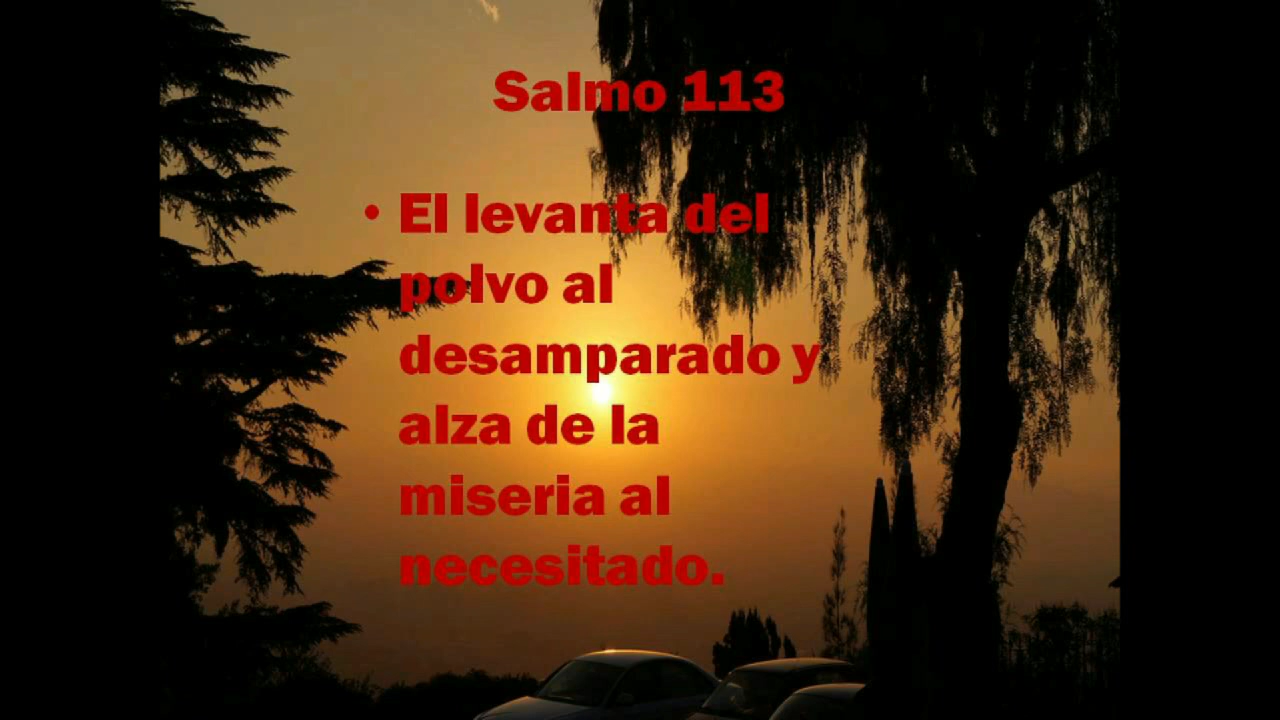 Salmo 113
• El levanta del
polvo al
desamparado y
alza de la
miseria al
necesitado.